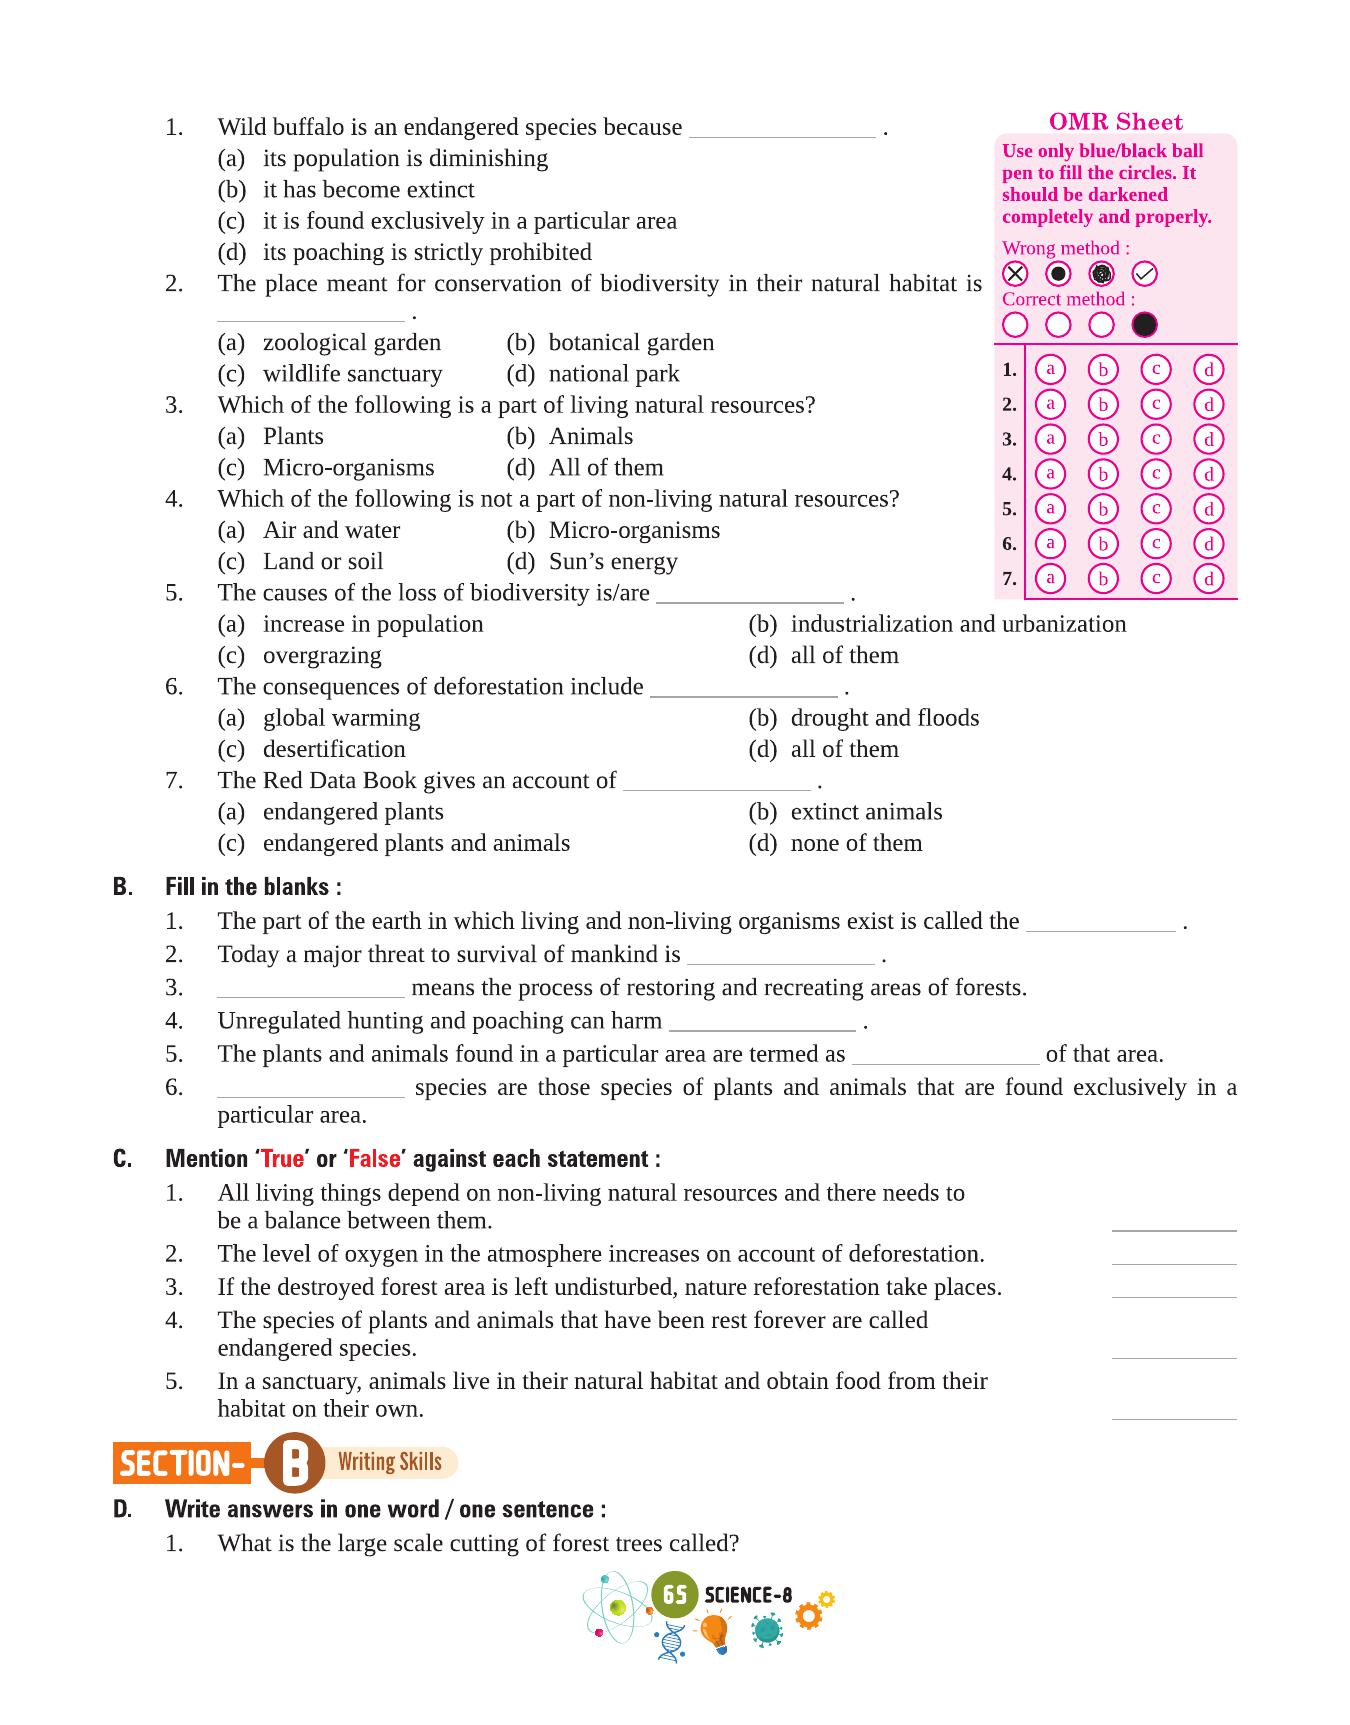 1. Wild buffalo is an endangered species because _______________ .
(a) its population is diminishing
(b) it has become extinct
(c) it is found exclusively in a particular area
(d) its poaching is strictly prohibited
2. The place meant for conservation of biodiversity in their natural habitat is
_______________ .
(a) zoological garden (b) botanical garden
(c) wildlife sanctuary (d) national park
3. Which of the following is a part of living natural resources?
(a) Plants (b) Animals
(c) Micro-organisms (d) All of them
4. Which of the following is not a part of non-living natural resources?
(a) Air and water (b) Micro-organisms
(c) Land or soil (d) Sun’s energy
5. The causes of the loss of biodiversity is/are _______________ .
(a) increase in population (b) industrialization and urbanization
(c) overgrazing (d) all of them
6. The consequences of deforestation include _______________ .
(a) global warming (b) drought and floods
(c) desertification (d) all of them
7. The Red Data Book gives an account of _______________ .
(a) endangered plants (b) extinct animals
(c) endangered plants and animals (d) none of them
OMR Sheet
Use only blue/black ball
pen to fill the circles. It
should be darkened
completely and properly.
Wrong method :
Correct method :
1. a b c d
2. a b c d
3. a b c d
4. a b c d
5. a b c d
6. a b c d
7. a b c d
B. Fill in the blanks :
1. The part of the earth in which living and non-living organisms exist is called the ____________ .
2. Today a major threat to survival of mankind is _______________ .
3. _______________ means the process of restoring and recreating areas of forests.
4. Unregulated hunting and poaching can harm _______________ .
5. The plants and animals found in a particular area are termed as _______________ of that area.
6. _______________ species are those species of plants and animals that are found exclusively in a
particular area.
C. Mention ‘True’ or ‘False’ against each statement :
1. All living things depend on non-living natural resources and there needs to
be a balance between them. __________
2. The level of oxygen in the atmosphere increases on account of deforestation. __________
3. If the destroyed forest area is left undisturbed, nature reforestation take places. __________
4. The species of plants and animals that have been rest forever are called
endangered species. __________
5. In a sanctuary, animals live in their natural habitat and obtain food from their
habitat on their own. __________
SECTION- B Writing Skills
D. Write answers in one word / one sentence :
1. What is the large scale cutting of forest trees called?
65 SCIENCE-8